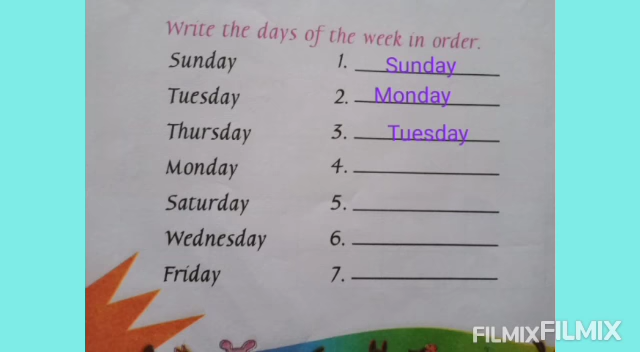 Write the days of the week in order.
Sunday 1. Sunday
Tuesday 2. Monday
Thursday 3. Tuesday
Monday 4.
Saturday 5.
Wednesday 6.
Friday 7.
FILMIX FILMIX